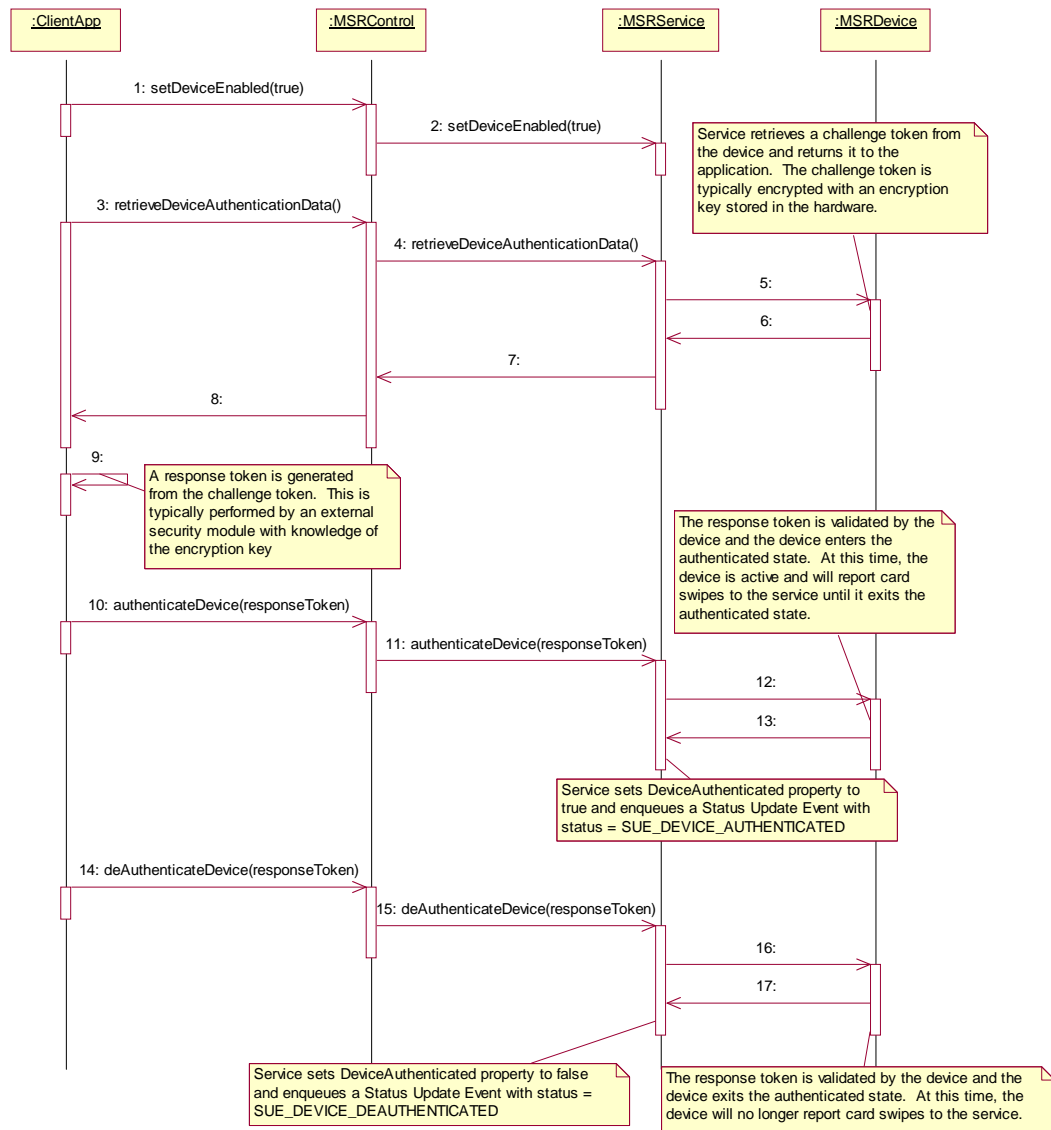 :ClientApp
:MSRControl
:MSRService
:MSRDevice
1: setDeviceEnabled(true)
2: setDeviceEnabled(true)
Service retrieves a challenge token from
the device and returns it to the
application.  The challenge token is
typically encrypted with an encryption
key stored in the hardware.
3: retrieveDeviceAuthenticationData()
4: retrieveDeviceAuthenticationData()
5:
6:
7:
8:
9:
A response token is generated
from the challenge token.  This is
typically performed by an external
security module with knowledge of
the encryption key
The response token is validated by the
device and the device enters the
authenticated state.  At this time, the
device is active and will report card
swipes to the service until it exits the
authenticated state.
10: authenticateDevice(responseToken)
11: authenticateDevice(responseToken)
12:
13:
Service sets DeviceAuthenticated property to
true and enqueues a Status Update Event with
status = SUE_DEVICE_AUTHENTICATED
14: deAuthenticateDevice(responseToken)
15: deAuthenticateDevice(responseToken)
16:
17:
Service sets DeviceAuthenticated property to false
and enqueues a Status Update Event with status =
SUE_DEVICE_DEAUTHENTICATED
The response token is validated by the device and the
device exits the authenticated state.  At this time, the
device will no longer report card swipes to the service.